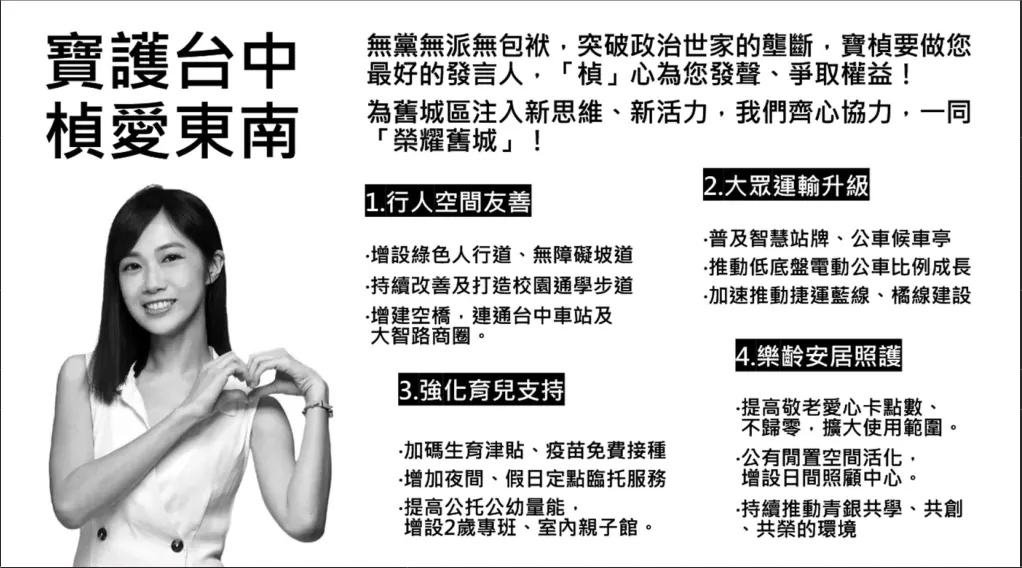 寶護台中
楨愛東南
無黨無派無包袱，突破政治世家的壟斷，寶楨要做您
最好的發言人，「楨」心為您發聲、爭取權益！
為舊城區注入新思維、新活力，我們齊心協力，一同
「榮耀舊城」！
1.行人空間友善
‧增設綠色人行道、無障礙坡道
‧持續改善及打造校園通學步道
‧增建空橋，連通台中車站及
大智路商圈。
2.大眾運輸升級
‧普及智慧站牌、公車候車亭
‧推動低底盤電動公車比例成長
‧加速推動捷運藍線、橘線建設
3.強化育兒支持
‧加碼生育津貼、疫苗免費接種
‧增加夜間、假日定點臨托服務
‧提高公托公幼量能，
增設2歲專班、室內親子館。
4.樂齡安居照護
‧提高敬老愛心卡點數、
不歸零，擴大使用範圍。
‧公有閒置空間活化，
增設日間照顧中心。
‧持續推動青銀共學、共創
、共榮的環境